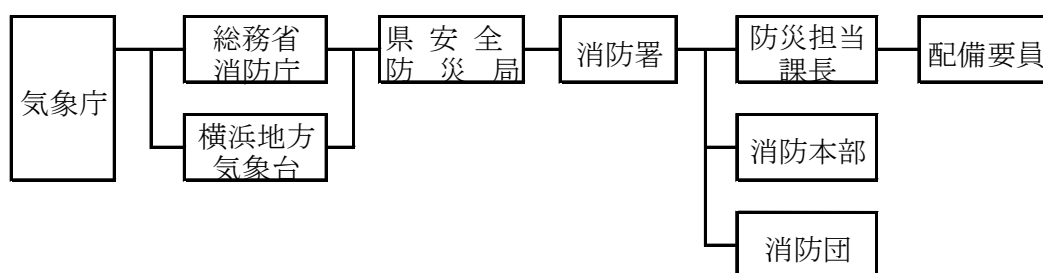 気象庁
総務省
消防庁
横浜地方
気象台
県安全
防災局
消防署
防災担当
課長
消防本部
消防団
配備要員